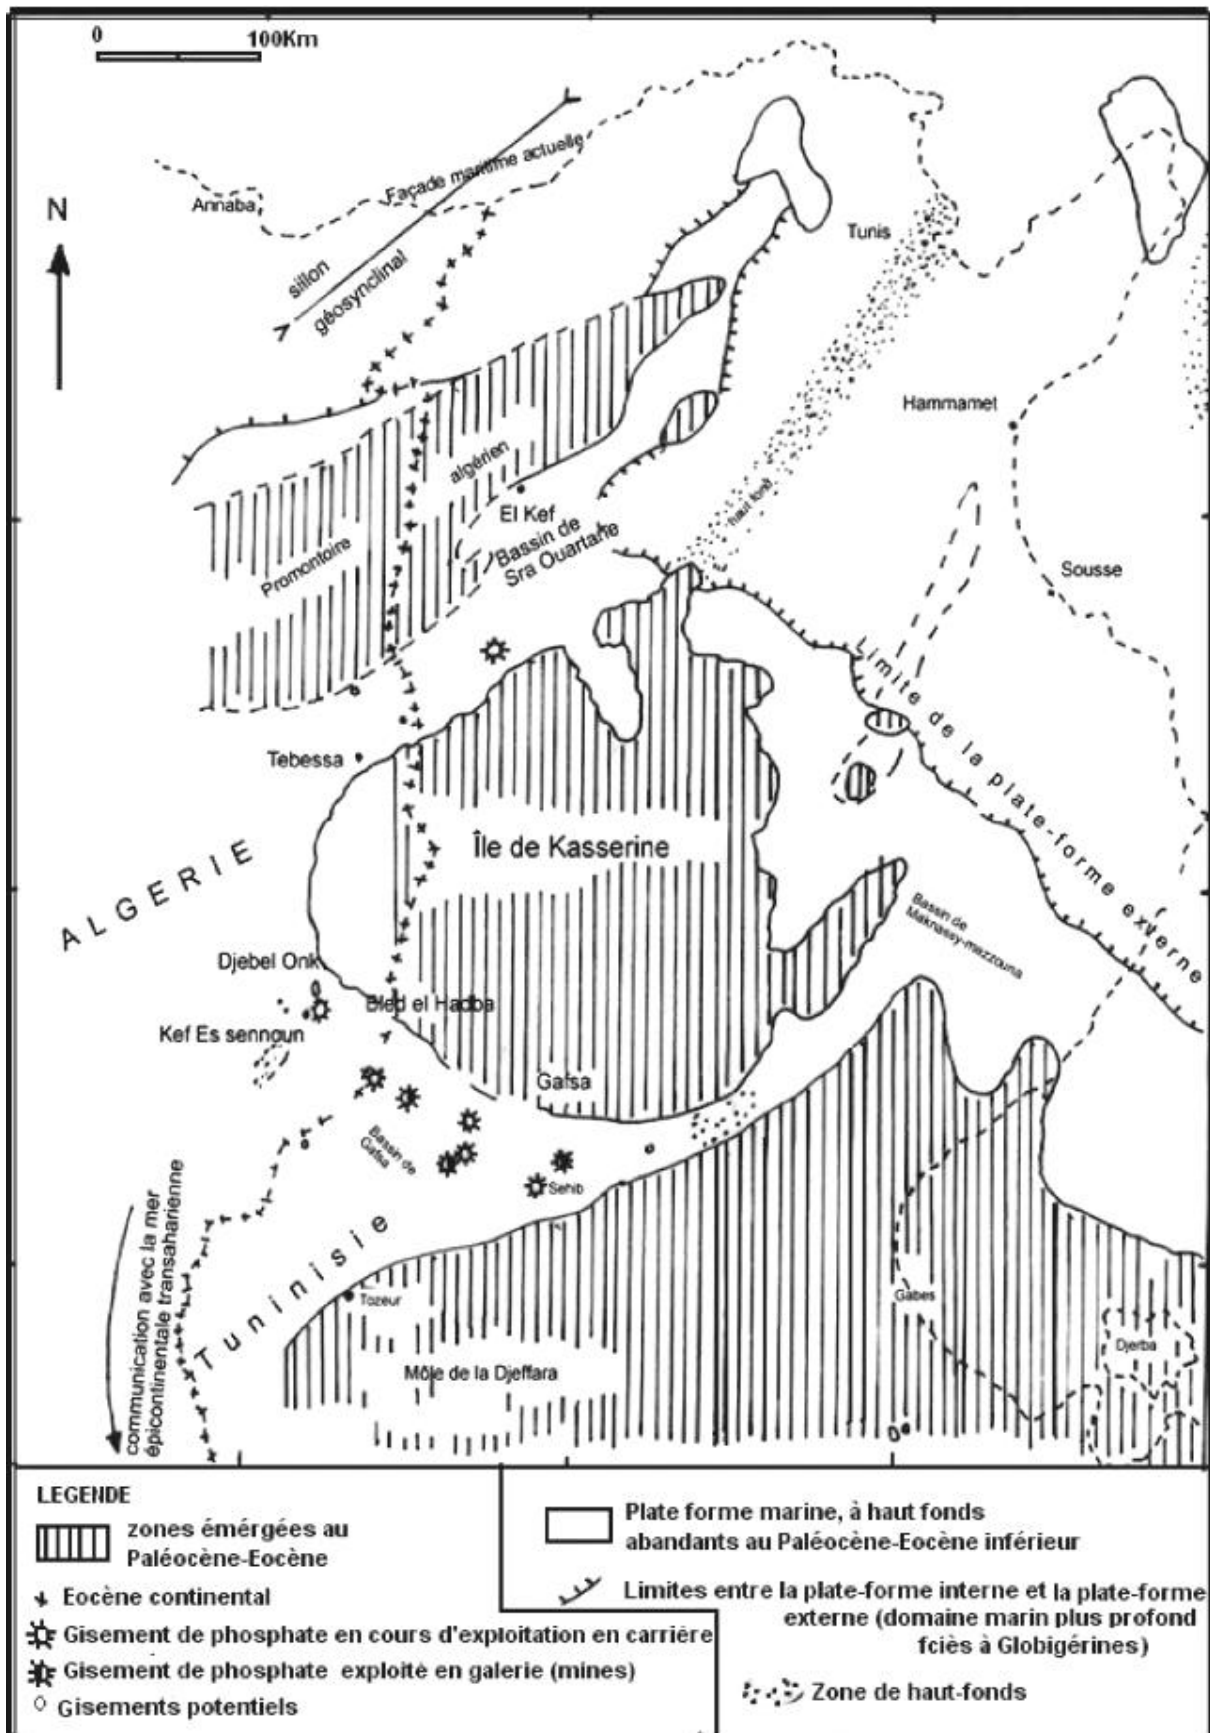 0 100Km
N
Annaba
Façade maritime actuelle
sillon
géosynclinal
Tunis
Hammamet
haut fond
algérien
El Kef
Bassin de
Sra Ouartane
Promontoire
Sousse
Limite de la plate-forme externe
Tebessa
Île de Kasserine
ALGERIE
Bassin de
Maknassy-mezzouna
Djebel Onk
Bled el Hadba
Kef Es sennoun
Gafsa
Bassin de
Gafsa
Sehib
communication avec la mer
épicontinentale transaharienne
Tuninisie
Tozeur
Gabes
Djerba
Môle de la Djeffara
LEGENDE
zones émérgées au
Paléocène-Eocène
Eocène continental
Gisement de phosphate en cours d'exploitation en carrière
Gisement de phosphate exploité en galerie (mines)
Gisements potentiels
Plate forme marine, à haut fonds
abandants au Paléocène-Eocène inférieur
Limites entre la plate-forme interne et la plate-forme
externe (domaine marin plus profond
fciès à Globigérines)
Zone de haut-fonds